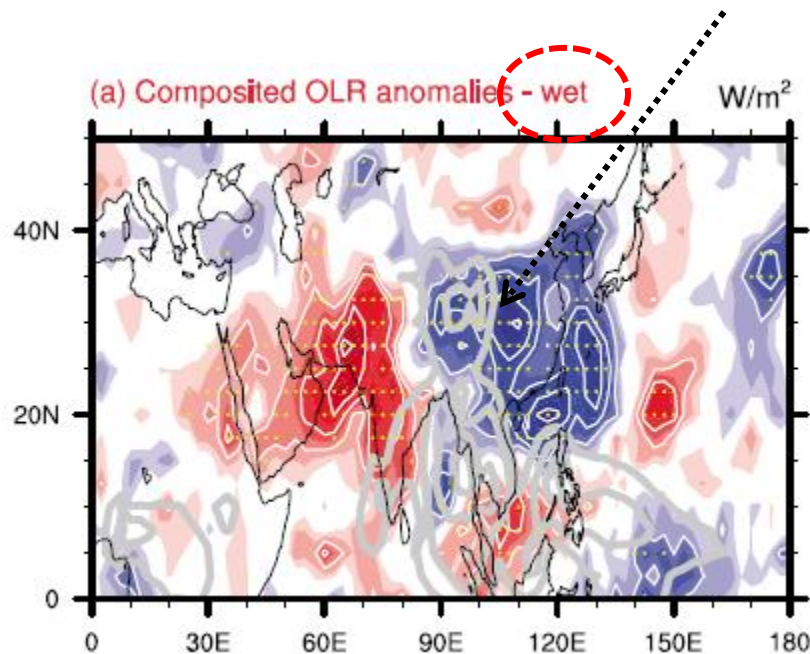 (a) Composited OLR anomalies - wet
W/m²
40N
20N
0
0 30E 60E 90E 120E 150E 180